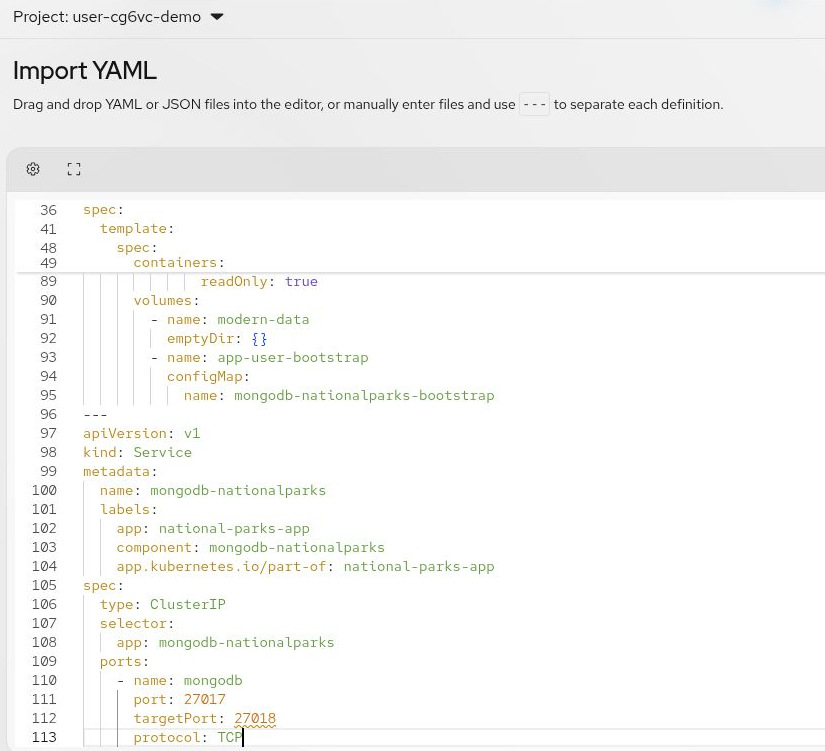 Project: user-cg6vc-demo
Import YAML
Drag and drop YAML or JSON files into the editor, or manually enter files and use --- to separate each definition.
36 spec:
41   template:
48     spec:
49       containers:
89               readOnly: true
90       volumes:
91         - name: modern-data
92           emptyDir: {}
93         - name: app-user-bootstrap
94           configMap:
95             name: mongodb-nationalparks-bootstrap
96 ---
97 apiVersion: v1
98 kind: Service
99 metadata:
100   name: mongodb-nationalparks
101   labels:
102     app: national-parks-app
103     component: mongodb-nationalparks
104     app.kubernetes.io/part-of: national-parks-app
105 spec:
106   type: ClusterIP
107   selector:
108     app: mongodb-nationalparks
109   ports:
110     - name: mongodb
111       port: 27017
112       targetPort: 27018
113       protocol: TCP